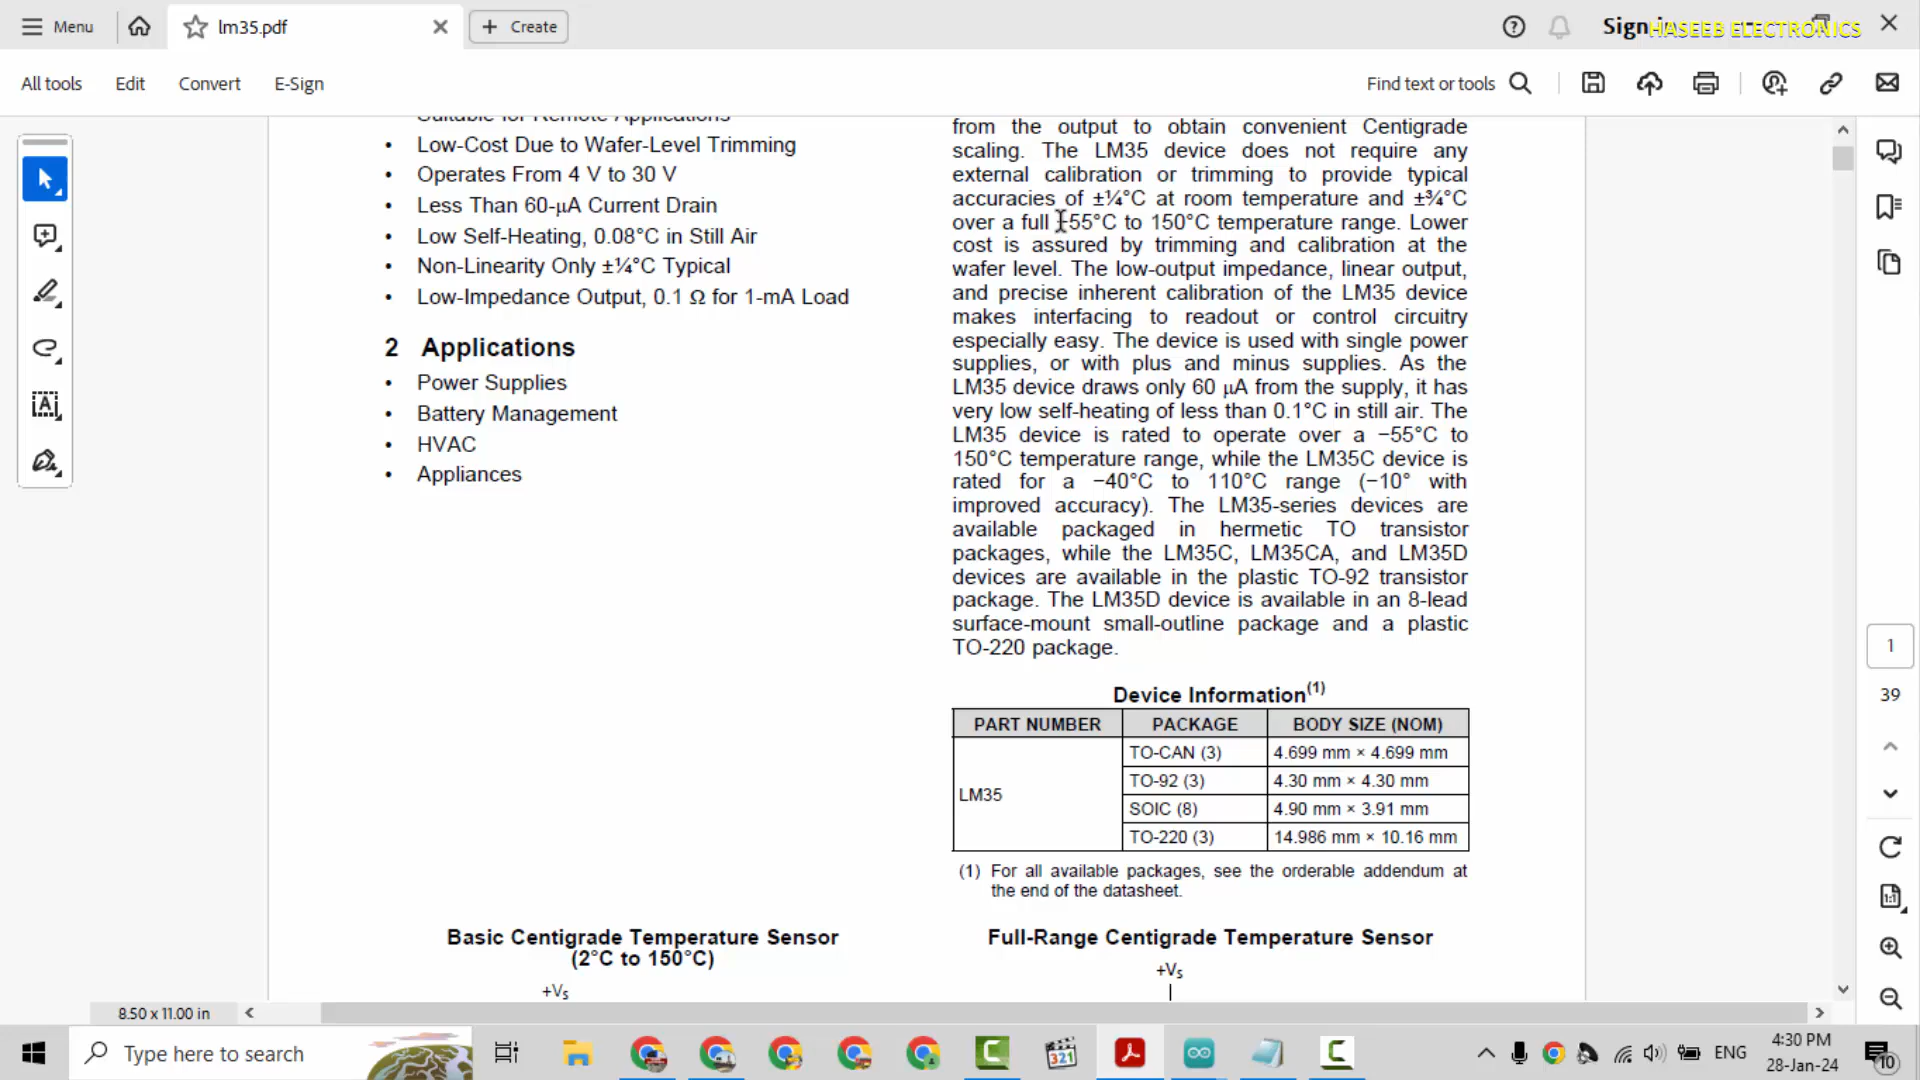 Menu
lm35.pdf
Create
Sign in
HASEEB ELECTRONICS
All tools
Edit
Convert
E-Sign
Find text or tools
Suitable for Remote Applications
• Low-Cost Due to Wafer-Level Trimming
• Operates From 4 V to 30 V
• Less Than 60-μA Current Drain
• Low Self-Heating, 0.08°C in Still Air
• Non-Linearity Only ±¼°C Typical
• Low-Impedance Output, 0.1 Ω for 1-mA Load
2 Applications
• Power Supplies
• Battery Management
• HVAC
• Appliances
from the output to obtain convenient Centigrade
scaling. The LM35 device does not require any
external calibration or trimming to provide typical
accuracies of ±¼°C at room temperature and ±¾°C
over a full −55°C to 150°C temperature range. Lower
cost is assured by trimming and calibration at the
wafer level. The low-output impedance, linear output,
and precise inherent calibration of the LM35 device
makes interfacing to readout or control circuitry
especially easy. The device is used with single power
supplies, or with plus and minus supplies. As the
LM35 device draws only 60 μA from the supply, it has
very low self-heating of less than 0.1°C in still air. The
LM35 device is rated to operate over a −55°C to
150°C temperature range, while the LM35C device is
rated for a −40°C to 110°C range (−10° with
improved accuracy). The LM35-series devices are
available packaged in hermetic TO transistor
packages, while the LM35C, LM35CA, and LM35D
devices are available in the plastic TO-92 transistor
package. The LM35D device is available in an 8-lead
surface-mount small-outline package and a plastic
TO-220 package.
Device Information(1)
PART NUMBER PACKAGE BODY SIZE (NOM)
LM35
TO-CAN (3) 4.699 mm × 4.699 mm
TO-92 (3) 4.30 mm × 4.30 mm
SOIC (8) 4.90 mm × 3.91 mm
TO-220 (3) 14.986 mm × 10.16 mm
(1) For all available packages, see the orderable addendum at
the end of the datasheet.
Basic Centigrade Temperature Sensor
(2°C to 150°C)
+VS
Full-Range Centigrade Temperature Sensor
+VS
1
39
1:1
8.50 x 11.00 in
Type here to search
321
ENG
4:30 PM
28-Jan-24
10